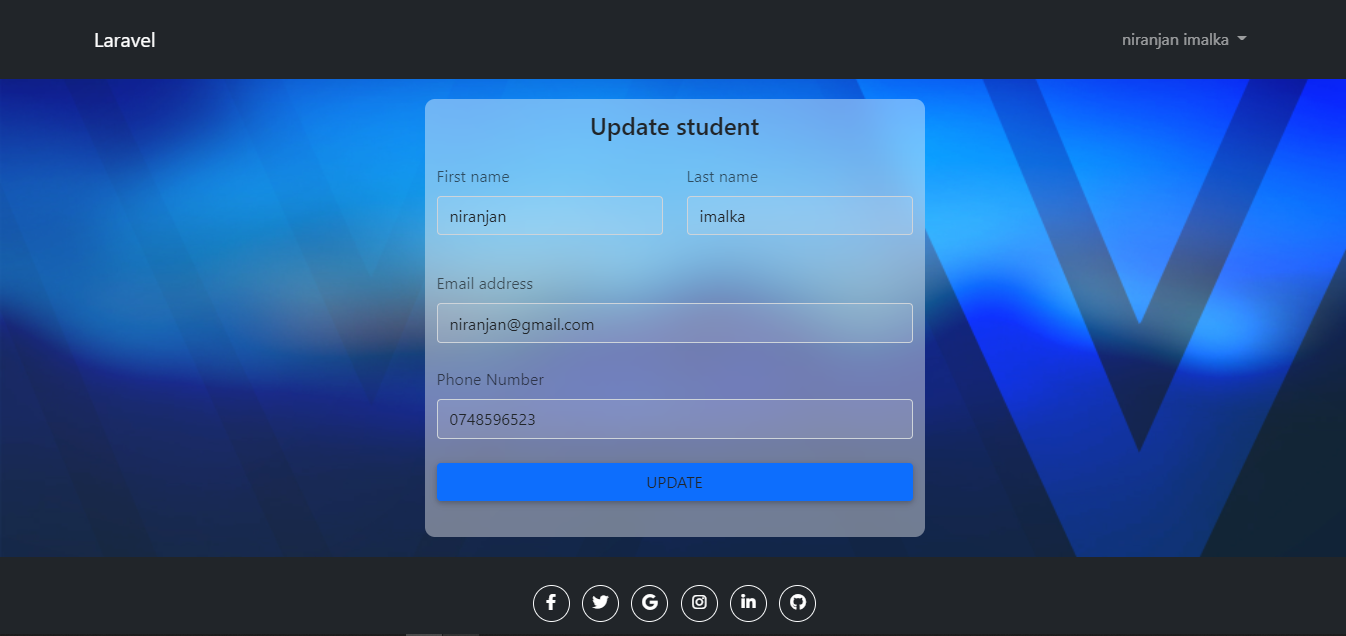 Laravel niranjan imalka
Update student
First name Last name
niranjan imalka
Email address
niranjan@gmail.com
Phone Number
0748596523
UPDATE